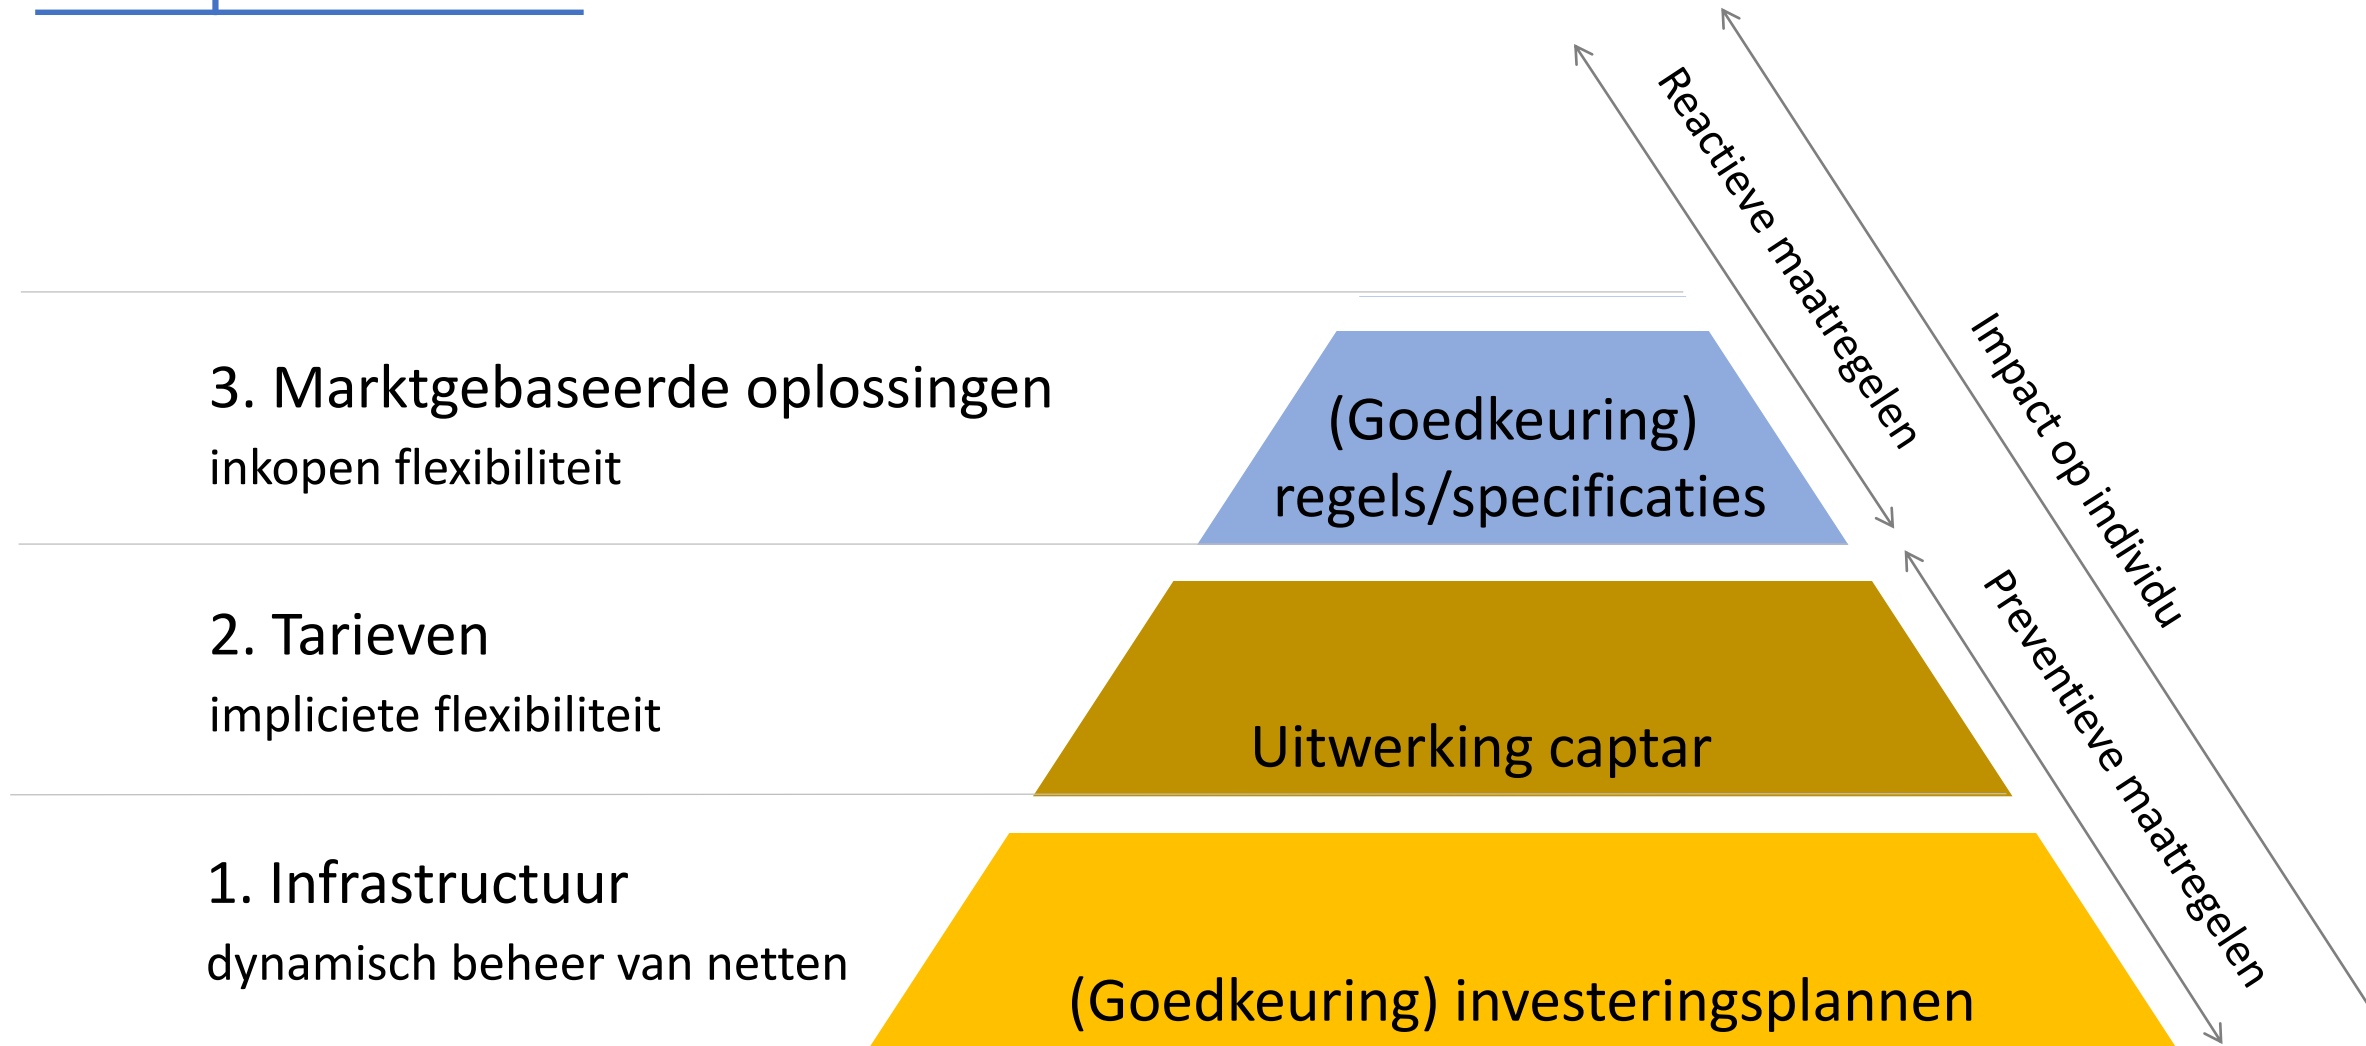 Reactieve maatregelen
Impact op individu
3. Marktgebaseerde oplossingen
inkopen flexibiliteit
(Goedkeuring)
regels/specificaties
Preventieve maatregelen
2. Tarieven
impliciete flexibiliteit
Uitwerking captar
1. Infrastructuur
dynamisch beheer van netten
(Goedkeuring) investeringsplannen